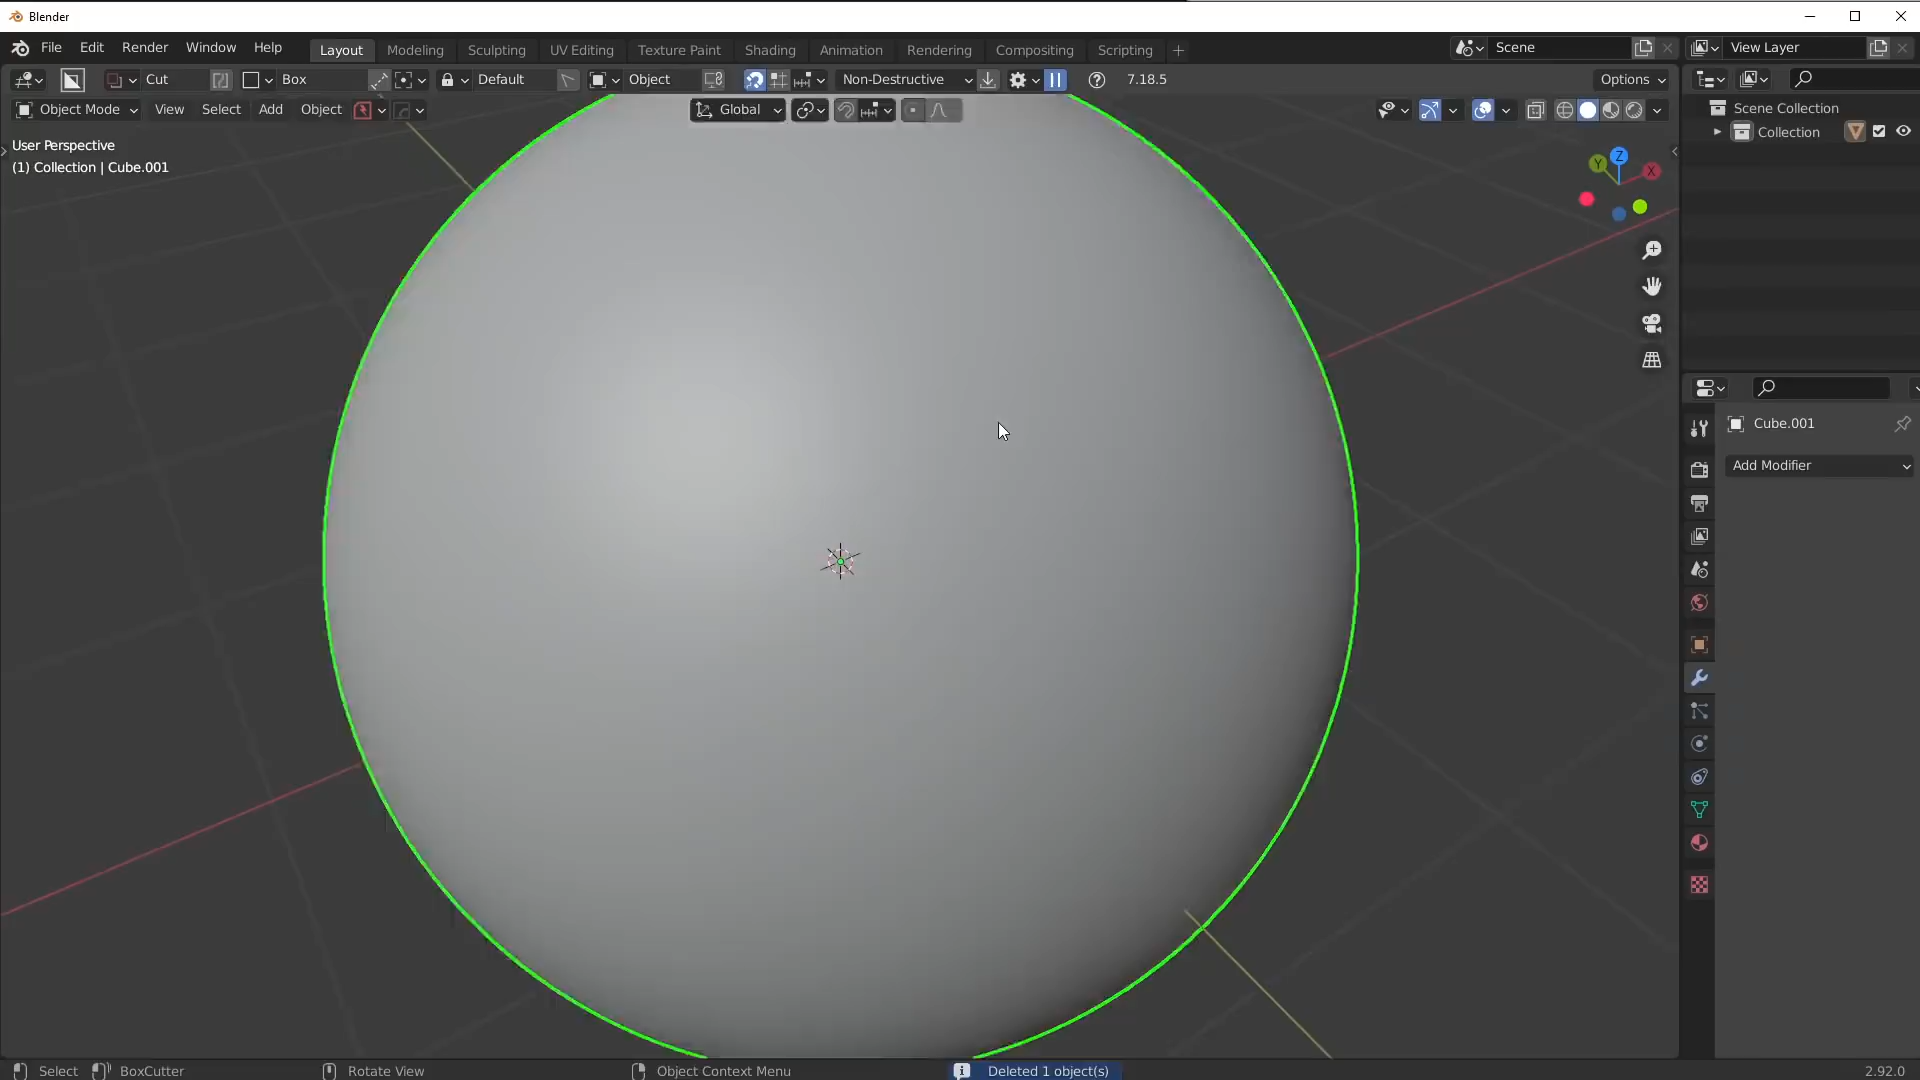 Blender
File Edit Render Window Help Layout Modeling Sculpting UV Editing Texture Paint Shading Animation Rendering Compositing Scripting + Scene View Layer
Cut Box Default Object Non-Destructive 7.18.5 Options
Object Mode View Select Add Object Global
Scene Collection
Collection
User Perspective
(1) Collection | Cube.001
Z
Y
X
Cube.001
Add Modifier
Select BoxCutter Rotate View Object Context Menu Deleted 1 object(s) 2.92.0